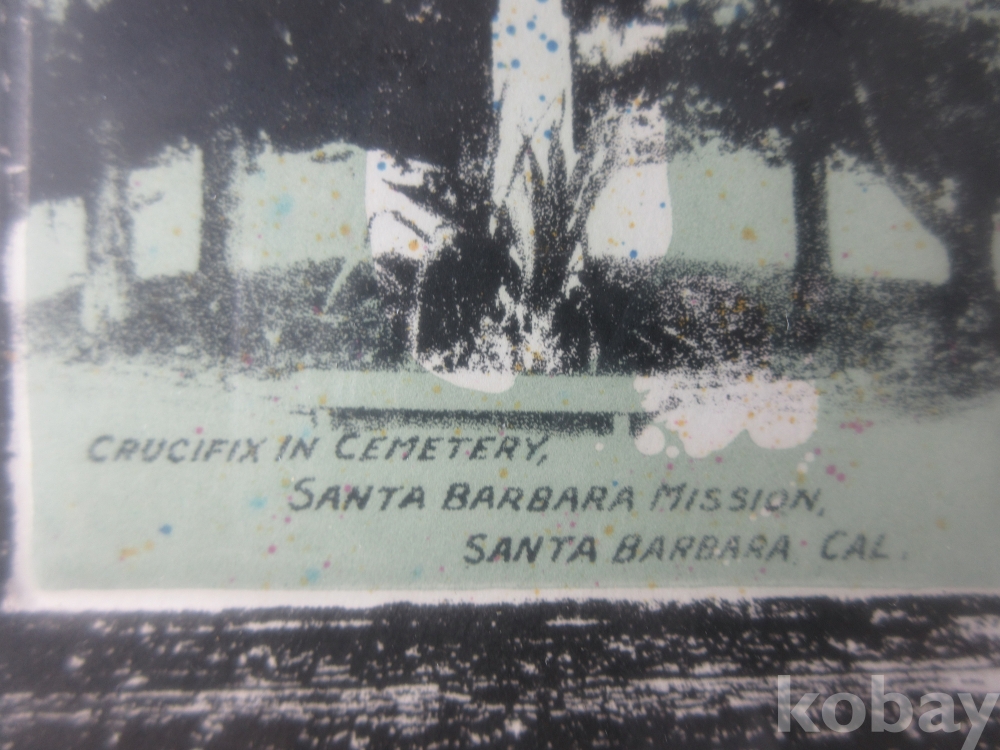 CRUCIFIX IN CEMETERY,
SANTA BARBARA MISSION,
SANTA BARBARA. CAL.
kobay